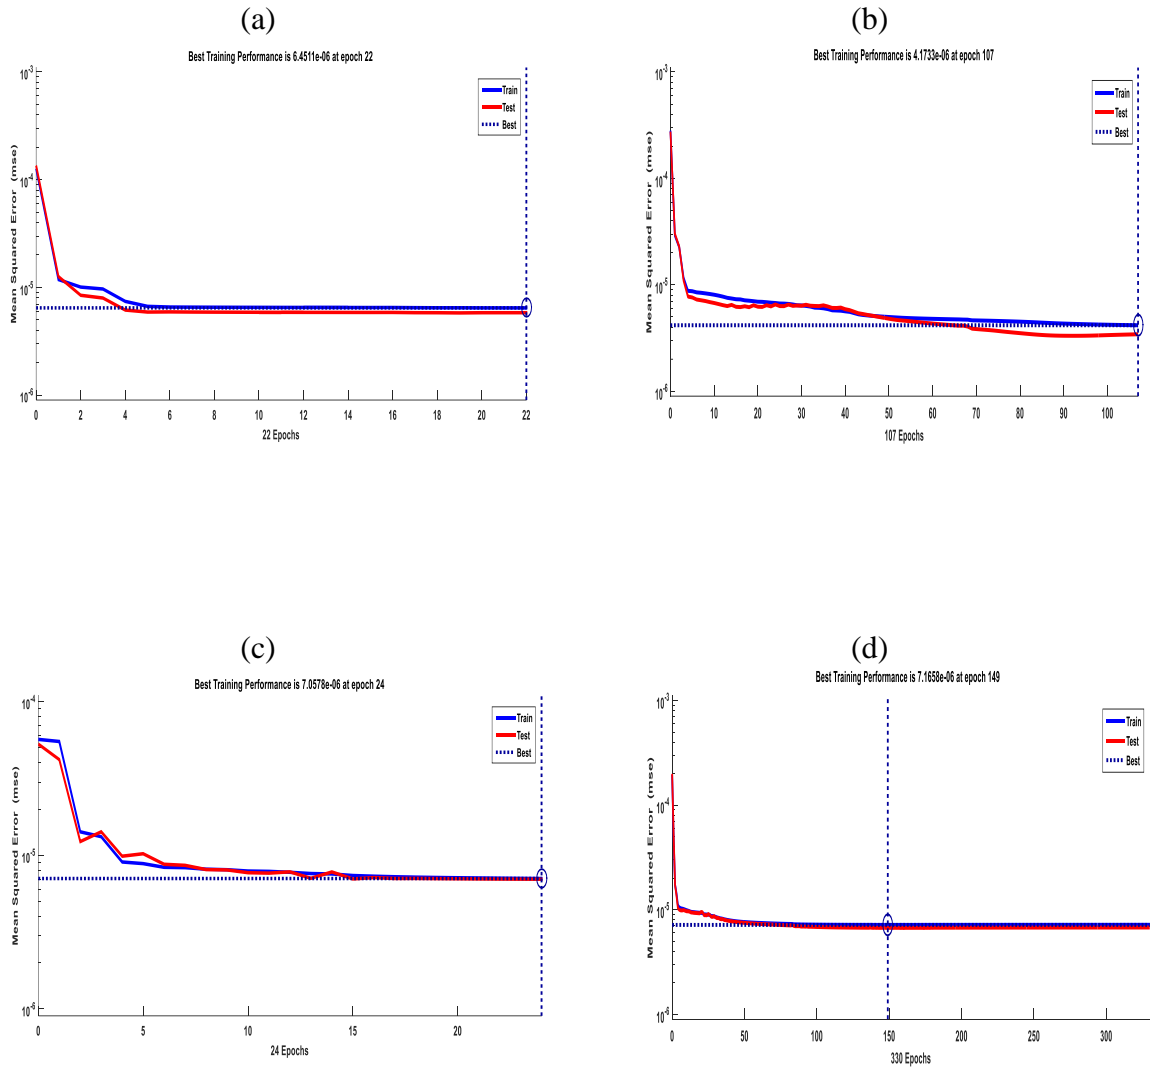 (a)
Best Training Performance is 6.4511e-06 at epoch 22
Mean Squared Error (mse)
10-3
10-4
10-5
10-6
Train
Test
Best
0 2 4 6 8 10 12 14 16 18 20 22
22 Epochs
(b)
Best Training Performance is 4.1733e-06 at epoch 107
Mean Squared Error (mse)
10-3
10-4
10-5
10-6
Train
Test
Best
0 10 20 30 40 50 60 70 80 90 100
107 Epochs
(c)
Best Training Performance is 7.0578e-06 at epoch 24
Mean Squared Error (mse)
10-4
10-5
10-6
Train
Test
Best
0 5 10 15 20
24 Epochs
(d)
Best Training Performance is 7.1658e-06 at epoch 149
Mean Squared Error (mse)
10-3
10-4
10-5
10-6
Train
Test
Best
0 50 100 150 200 250 300
330 Epochs